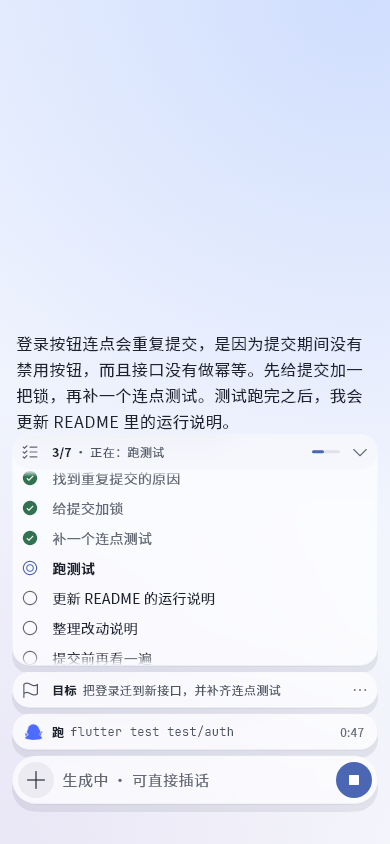 登录按钮连点会重复提交，是因为提交期间没有
禁用按钮，而且接口没有做幂等。先给提交加一
把锁，再补一个连点测试。测试跑完之后，我会
更新 README 里的运行说明。
3/7 · 正在：跑测试
找到重复提交的原因
给提交加锁
补一个连点测试
跑测试
更新 README 的运行说明
整理改动说明
提交前再看一遍
目标 把登录迁到新接口，并补齐连点测试
跑 flutter test test/auth 0:47
生成中 · 可直接插话